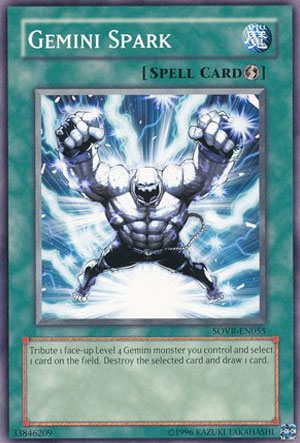 GEMINI SPARK
魔
[SPELL CARD]
SOVR-EN055
Tribute 1 face-up Level 4 Gemini monster you control and select
1 card on the field. Destroy the selected card and draw 1 card.
33846209
©1996 KAZUKI TAKAHASHI